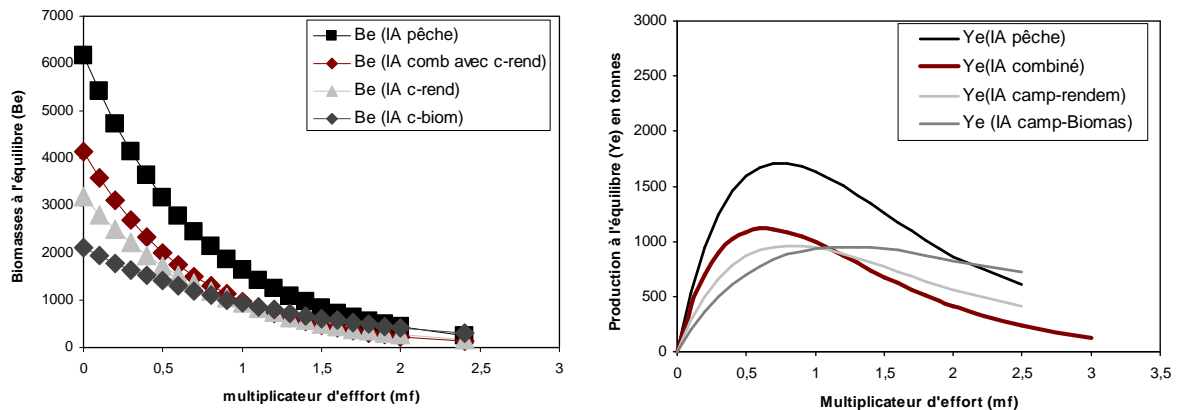 Biomasses à l'équilibre (Be)
7000
6000
5000
4000
3000
2000
1000
0
0
0,5
1
1,5
2
2,5
3
multiplicateur d'efffort (mf)
Be (IA pêche)
Be (IA comb avec c-rend)
Be (IA c-rend)
Be (IA c-biom)
Production à l'équilibre (Ye) en tonnes
3000
2500
2000
1500
1000
500
0
0
0,5
1
1,5
2
2,5
3
3,5
Multiplicateur d'effort (mf)
Ye(IA pêche)
Ye(IA combiné)
Ye(IA camp-rendem)
Ye (IA camp-Biomas)